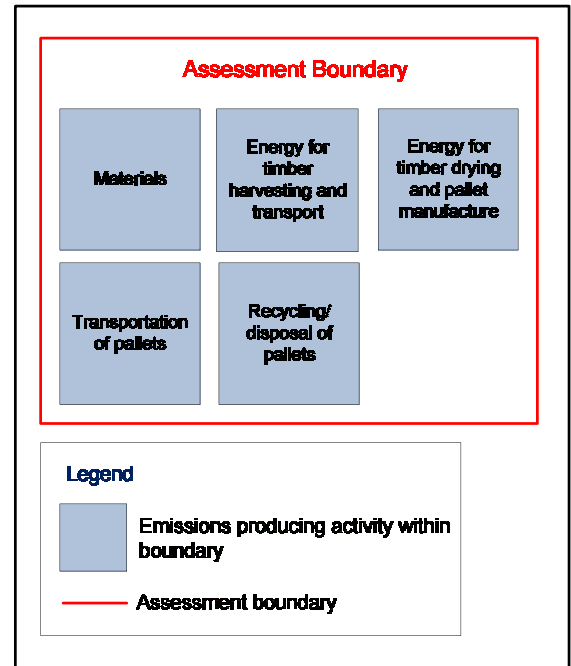 Assessment Boundary
Materials
Energy for
timber
harvesting and
transport
Energy for
timber drying
and pallet
manufacture
Transportation
of pallets
Recycling/
disposal of
pallets
Legend
Emissions producing activity within
boundary
Assessment boundary